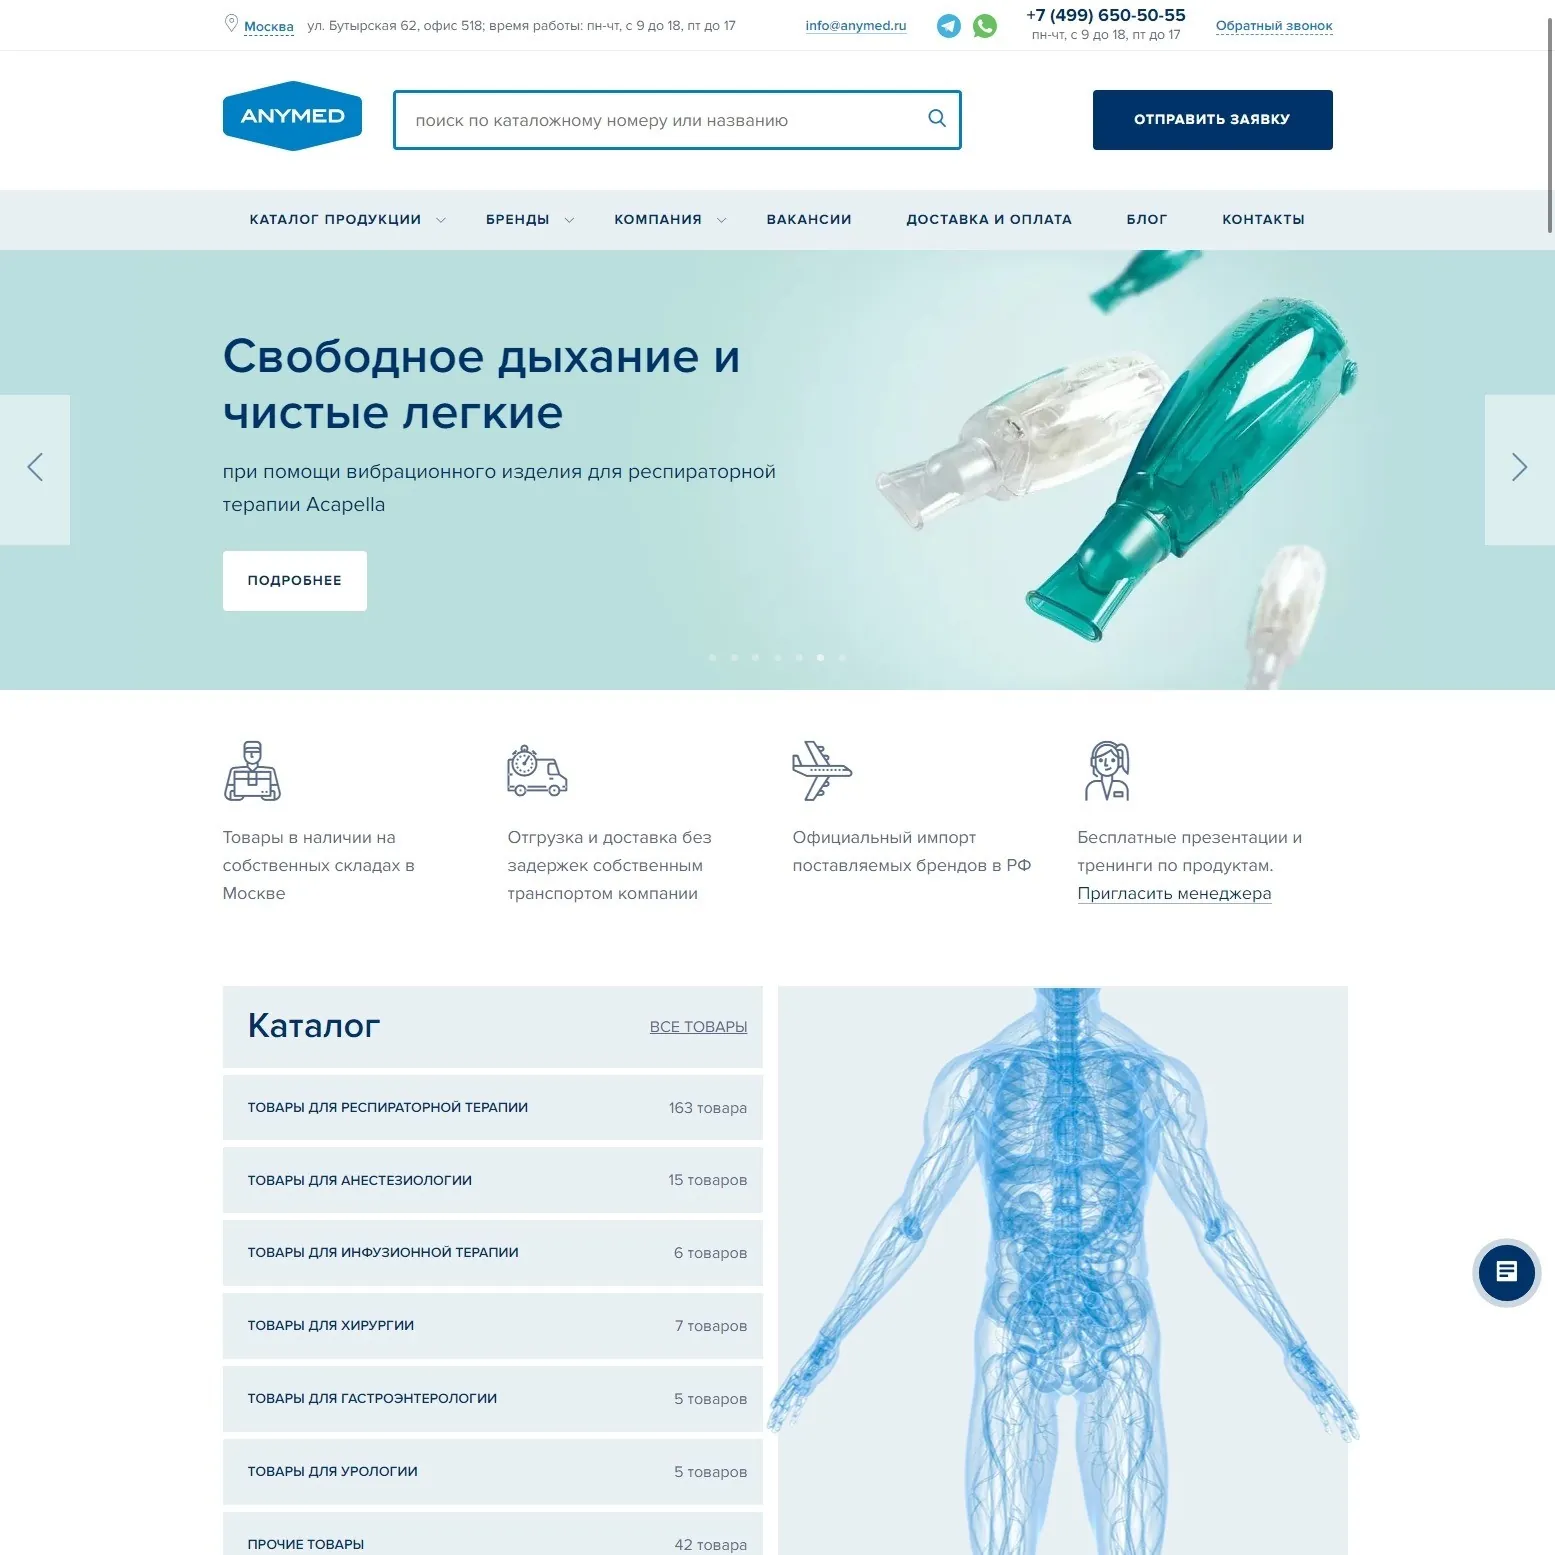 Москва ул. Бутырская 62, офис 518; время работы: пн-чт, с 9 до 18, пт до 17
info@anymed.ru
+7 (499) 650-50-55
пн-чт, с 9 до 18, пт до 17
Обратный звонок
ANYMED
поиск по каталожному номеру или названию
ОТПРАВИТЬ ЗАЯВКУ
КАТАЛОГ ПРОДУКЦИИ БРЕНДЫ КОМПАНИЯ ВАКАНСИИ ДОСТАВКА И ОПЛАТА БЛОГ КОНТАКТЫ
Свободное дыхание и
чистые легкие
при помощи вибрационного изделия для респираторной
терапии Acapella
ПОДРОБНЕЕ
Товары в наличии на
собственных складах в
Москве
Отгрузка и доставка без
задержек собственным
транспортом компании
Официальный импорт
поставляемых брендов в РФ
Бесплатные презентации и
тренинги по продуктам.
Пригласить менеджера
Каталог ВСЕ ТОВАРЫ
ТОВАРЫ ДЛЯ РЕСПИРАТОРНОЙ ТЕРАПИИ 163 товара
ТОВАРЫ ДЛЯ АНЕСТЕЗИОЛОГИИ 15 товаров
ТОВАРЫ ДЛЯ ИНФУЗИОННОЙ ТЕРАПИИ 6 товаров
ТОВАРЫ ДЛЯ ХИРУРГИИ 7 товаров
ТОВАРЫ ДЛЯ ГАСТРОЭНТЕРОЛОГИИ 5 товаров
ТОВАРЫ ДЛЯ УРОЛОГИИ 5 товаров
ПРОЧИЕ ТОВАРЫ 42 товара